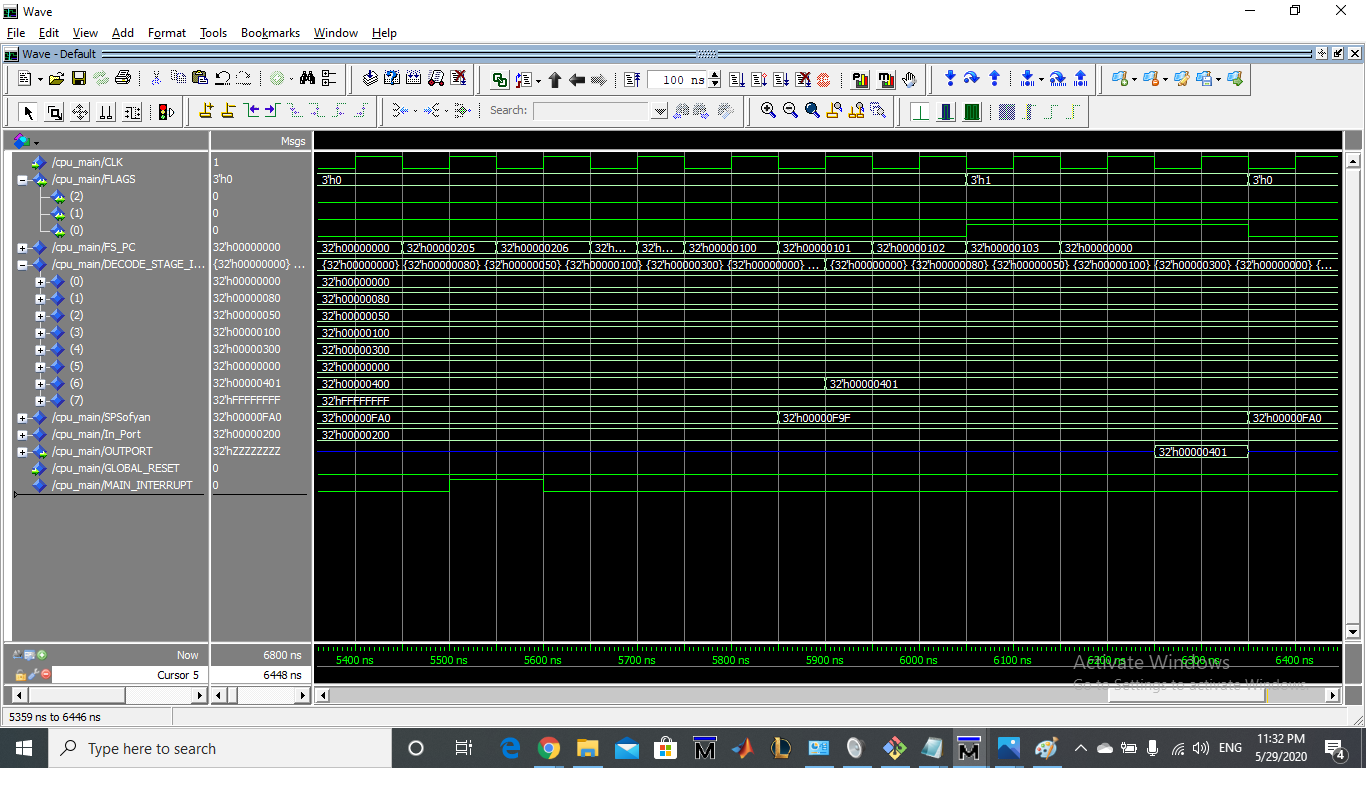 Wave
File Edit View Add Format Tools Bookmarks Window Help
Wave - Default
100 ns
Search:
Msgs
/cpu_main/CLK 1
/cpu_main/FLAGS 3'h0 3'h0 3'h1 3'h0
(2) 0
(1) 0
(0) 0
/cpu_main/FS_PC 32'h00000000 32'h00000000 32'h00000205 32'h00000206 32'h... 32'h... 32'h00000100 32'h00000101 32'h00000102 32'h00000103 32'h00000000
/cpu_main/DECODE_STAGE_I... {32'h00000000} ... {32'h00000000} {32'h00000080} {32'h00000050} {32'h00000100} {32'h00000300} {32'h00000000} ... {32'h00000000} {32'h00000080} {32'h00000050} {32'h00000100} {32'h00000300} {32'h00000000} {...
(0) 32'h00000000 32'h00000000
(1) 32'h00000080 32'h00000080
(2) 32'h00000050 32'h00000050
(3) 32'h00000100 32'h00000100
(4) 32'h00000300 32'h00000300
(5) 32'h00000000 32'h00000000
(6) 32'h00000401 32'h00000400 32'h00000401
(7) 32'hFFFFFFFF 32'hFFFFFFFF
/cpu_main/SPSofyan 32'h00000FA0 32'h00000FA0 32'h00000F9F 32'h00000FA0
/cpu_main/In_Port 32'h00000200 32'h00000200
/cpu_main/OUTPORT 32'hZZZZZZZZ 32'h00000401
/cpu_main/GLOBAL_RESET 0
/cpu_main/MAIN_INTERRUPT 0
Now 6800 ns 5400 ns 5500 ns 5600 ns 5700 ns 5800 ns 5900 ns 6000 ns 6100 ns 6200 ns 6300 ns 6400 ns
Activate Windows
Cursor 5 6448 ns
Go to Settings to activate Windows.
5359 ns to 6446 ns
Type here to search
ENG
11:32 PM
5/29/2020
4